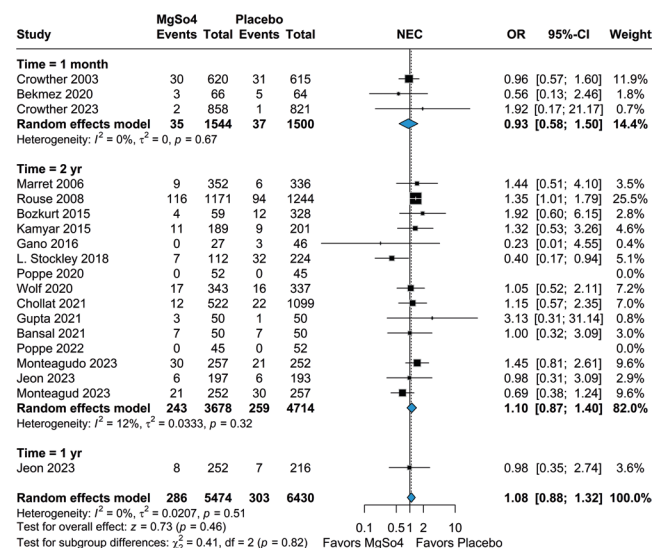 MgSo4 Placebo
Study Events Total Events Total NEC OR 95%-CI Weight
Time = 1 month
Crowther 2003 30 620 31 615 0.96 [0.57; 1.60] 11.9%
Bekmez 2020 3 66 5 64 0.56 [0.13; 2.46] 1.8%
Crowther 2023 2 858 1 821 1.92 [0.17; 21.17] 0.7%
Random effects model 35 1544 37 1500 0.93 [0.58; 1.50] 14.4%
Heterogeneity: I² = 0%, τ² = 0, p = 0.67
Time = 2 yr
Marret 2006 9 352 6 336 1.44 [0.51; 4.10] 3.5%
Rouse 2008 116 1171 94 1244 1.35 [1.01; 1.79] 25.5%
Bozkurt 2015 4 59 12 328 1.92 [0.60; 6.15] 2.8%
Kamyar 2015 11 189 9 201 1.32 [0.53; 3.26] 4.6%
Gano 2016 0 27 3 46 0.23 [0.01; 4.55] 0.4%
L. Stockley 2018 7 112 32 224 0.40 [0.17; 0.94] 5.1%
Poppe 2020 0 52 0 45 0.0%
Wolf 2020 17 343 16 337 1.05 [0.52; 2.11] 7.2%
Chollat 2021 12 522 22 1099 1.15 [0.57; 2.35] 7.2%
Gupta 2021 3 50 1 50 3.13 [0.31; 31.14] 0.8%
Bansal 2021 7 50 7 50 1.00 [0.32; 3.09] 3.0%
Poppe 2022 0 45 0 52 0.0%
Monteagudo 2023 30 257 21 252 1.45 [0.81; 2.61] 9.7%
Jeon 2023 6 197 6 193 0.98 [0.31; 3.09] 2.9%
Monteagud 2023 21 252 30 257 0.69 [0.38; 1.24] 9.7%
Random effects model 243 3678 259 4714 1.10 [0.87; 1.40] 82.0%
Heterogeneity: I² = 12%, τ² = 0.0333, p = 0.32
Time = 1 yr
Jeon 2023 8 252 7 216 0.98 [0.35; 2.74] 3.6%
Random effects model 286 5474 303 6430 1.08 [0.88; 1.32] 100.0%
Heterogeneity: I² = 0%, τ² = 0.0207, p = 0.51
Test for overall effect: z = 0.73 (p = 0.46) 0.1 0.5 1 2 10
Test for subgroup differences: χ₂² = 0.41, df = 2 (p = 0.82) Favors MgSo4 Favors Placebo